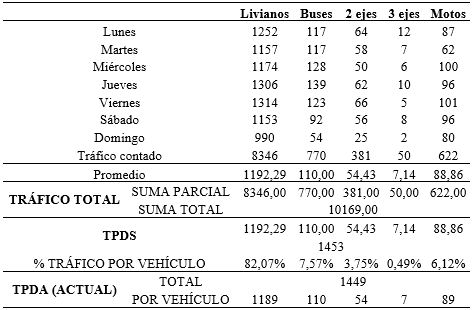 Livianos Buses 2 ejes 3 ejes Motos
Lunes 1252 117 64 12 87
Martes 1157 117 58 7 62
Miércoles 1174 128 50 6 100
Jueves 1306 139 62 10 96
Viernes 1314 123 66 5 101
Sábado 1153 92 56 8 96
Domingo 990 54 25 2 80
Tráfico contado 8346 770 381 50 622
Promedio 1192,29 110,00 54,43 7,14 88,86
TRÁFICO TOTAL SUMA PARCIAL 8346,00 770,00 381,00 50,00 622,00
SUMA TOTAL 10169,00
TPDS 1192,29 110,00 54,43 7,14 88,86
1453
% TRÁFICO POR VEHÍCULO 82,07% 7,57% 3,75% 0,49% 6,12%
TPDA (ACTUAL) TOTAL 1449
POR VEHÍCULO 1189 110 54 7 89